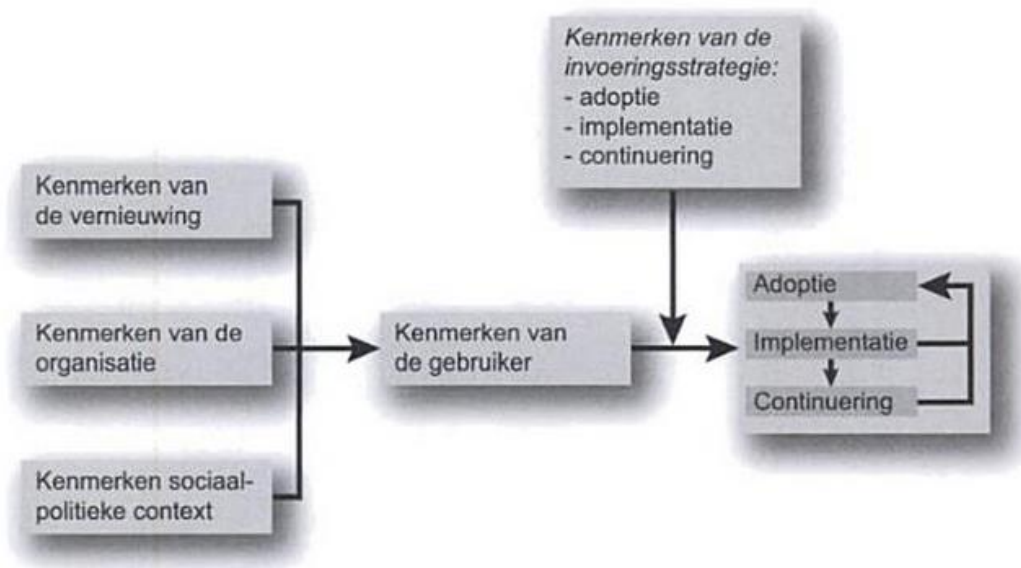 Kenmerken van de
invoeringsstrategie:
- adoptie
- implementatie
- continuering
Kenmerken van
de vernieuwing
Kenmerken van de
organisatie
Kenmerken sociaal-
politieke context
Kenmerken van
de gebruiker
Adoptie
Implementatie
Continuering